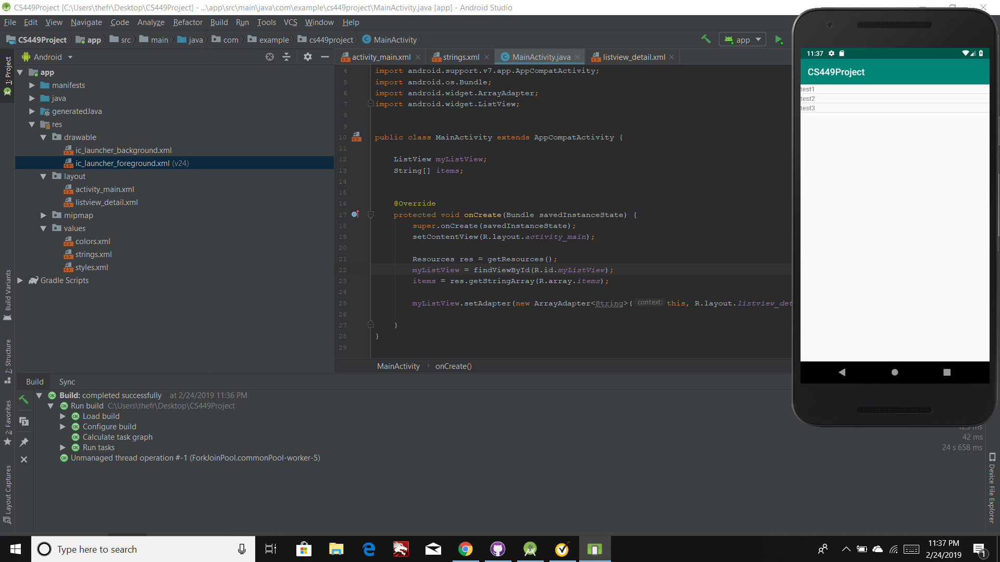 CS449Project [C:\Users\thefr\Desktop\CS449Project] - ...\app\src\main\java\com\example\cs449project\MainActivity.java [app] - Android Studio
File Edit View Navigate Code Analyze Refactor Build Run Tools VCS Window Help
CS449Project app src main java com example cs449project MainActivity
app
Android
activity_main.xml strings.xml MainActivity.java listview_detail.xml
1: Project
Build Variants
7: Structure
2: Favorites
Layout Captures
app
manifests
java
generatedJava
res
drawable
ic_launcher_background.xml
ic_launcher_foreground.xml (v24)
layout
activity_main.xml
listview_detail.xml
mipmap
values
colors.xml
strings.xml
styles.xml
Gradle Scripts
4 import android.support.v7.app.AppCompatActivity;
5 import android.os.Bundle;
6 import android.widget.ArrayAdapter;
7 import android.widget.ListView;
8
9
10 public class MainActivity extends AppCompatActivity {
11
12 ListView myListView;
13 String[] items;
14
15
16 @Override
17 protected void onCreate(Bundle savedInstanceState) {
18 super.onCreate(savedInstanceState);
19 setContentView(R.layout.activity_main);
20
21 Resources res = getResources();
22 myListView = findViewById(R.id.myListView);
23 items = res.getStringArray(R.array.items);
24
25 myListView.setAdapter(new ArrayAdapter<String>( context: this, R.layout.listview_det
26
27 }
28 }
29
MainActivity › onCreate()
11:37
CS449Project
test1
test2
test3
Build Sync
Build: completed successfully at 2/24/2019 11:36 PM
Run build C:\Users\thefr\Desktop\CS449Project
Load build
Configure build
Calculate task graph
Run tasks
Unmanaged thread operation #-1 (ForkJoinPool.commonPool-worker-5)
ms
42 ms
24 s 658 ms
Device File Explorer
Type here to search
11:37 PM
2/24/2019
1